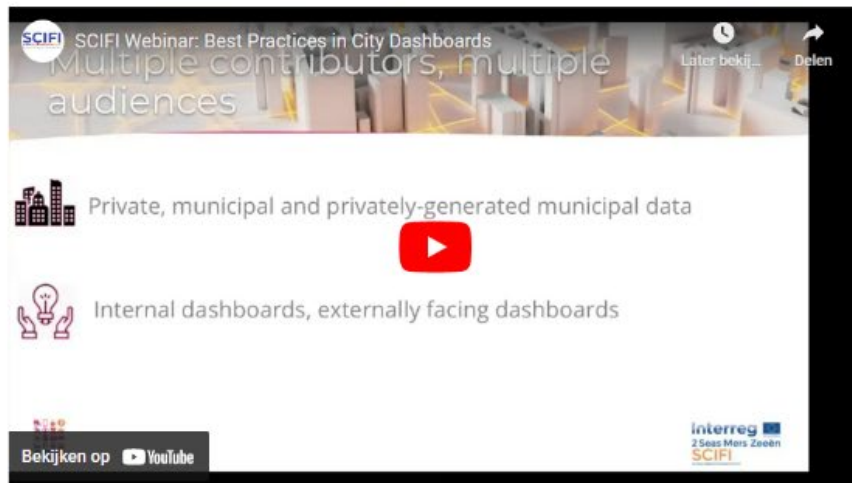 SCIFI
SCIFI Webinar: Best Practices in City Dashboards
Later bekij...
Delen
Multiple contributors, multiple
audiences
Private, municipal and privately-generated municipal data
Internal dashboards, externally facing dashboards
Bekijken op YouTube
Interreg
2 Seas Mers Zeeën
SCIFI